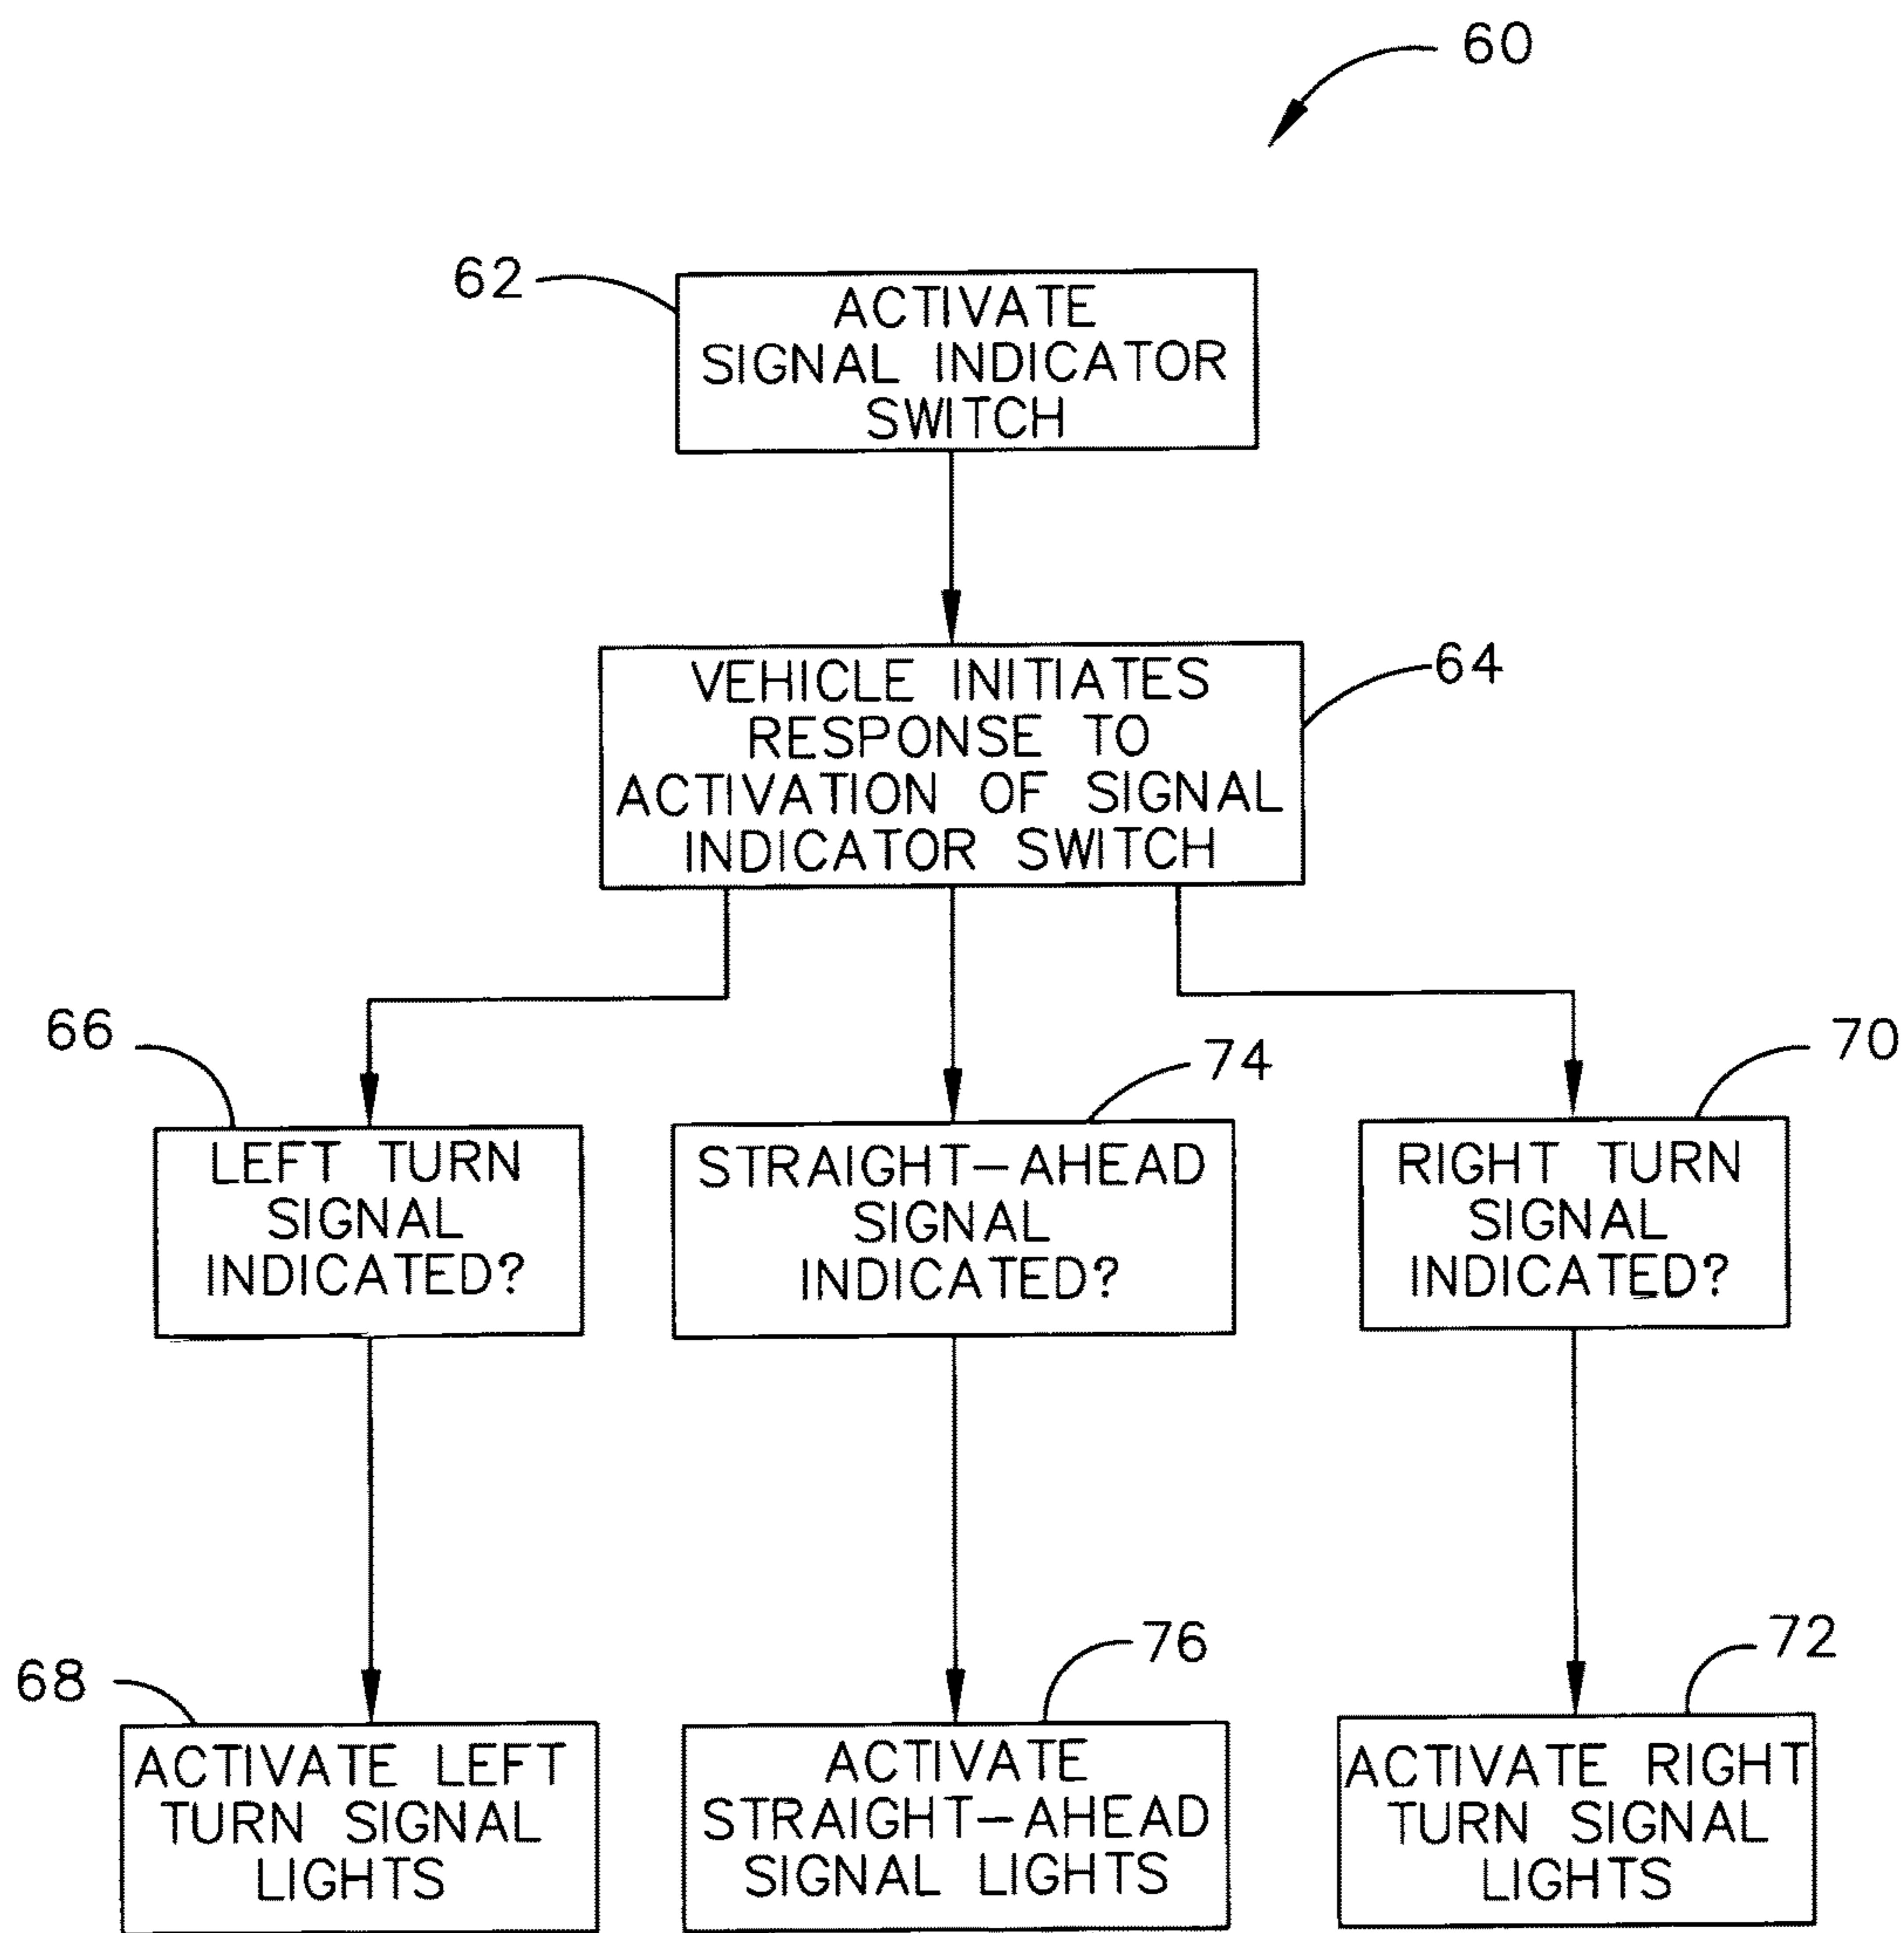 60
62
ACTIVATE
SIGNAL INDICATOR
SWITCH
VEHICLE INITIATES
RESPONSE TO
ACTIVATION OF SIGNAL
INDICATOR SWITCH
64
66
LEFT TURN
SIGNAL
INDICATED?
74
STRAIGHT-AHEAD
SIGNAL
INDICATED?
70
RIGHT TURN
SIGNAL
INDICATED?
68
ACTIVATE LEFT
TURN SIGNAL
LIGHTS
76
ACTIVATE
STRAIGHT-AHEAD
SIGNAL LIGHTS
72
ACTIVATE RIGHT
TURN SIGNAL
LIGHTS